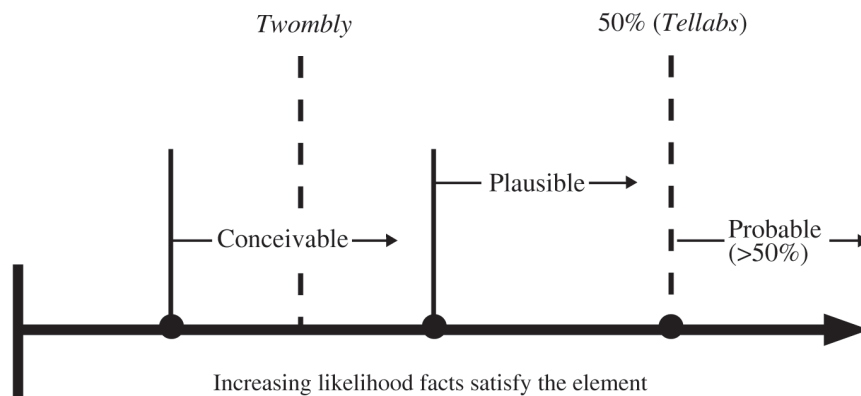 Twombly
50% (Tellabs)
Plausible
Conceivable
Probable
(>50%)
Increasing likelihood facts satisfy the element